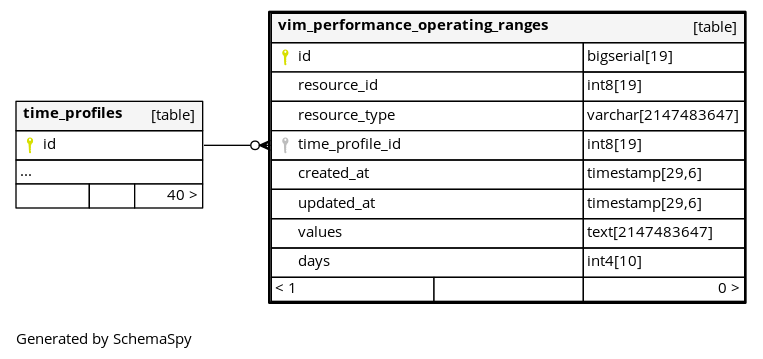 vim_performance_operating_ranges [table]
id bigserial[19]
resource_id int8[19]
resource_type varchar[2147483647]
time_profile_id int8[19]
created_at timestamp[29,6]
updated_at timestamp[29,6]
values text[2147483647]
days int4[10]
< 1 0 >
time_profiles [table]
id
...
40 >
Generated by SchemaSpy